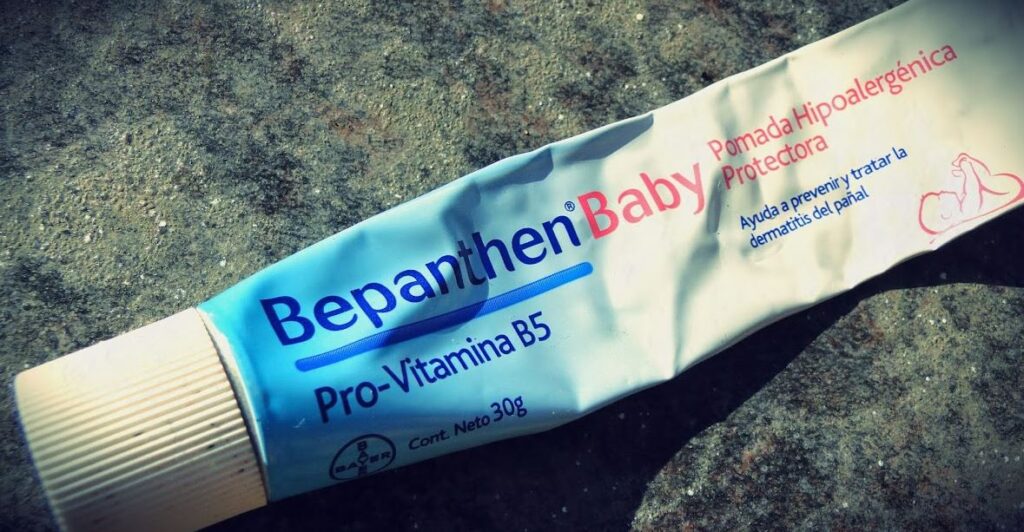 Bepanthen® Baby
Pro-Vitamina B5
Cont. Neto 30g
BAYER
BAYER
Pomada Hipoalergénica
Protectora
Ayuda a prevenir y tratar la
dermatitis del pañal